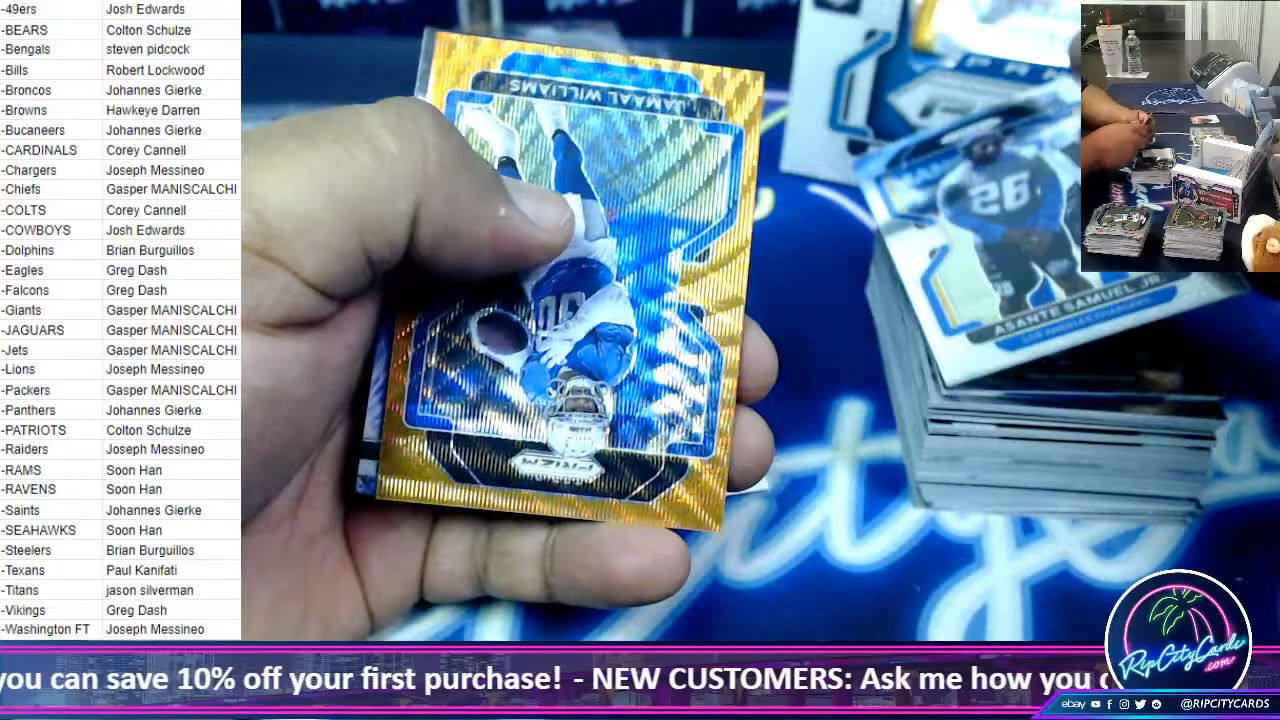 -49ers Josh Edwards
-BEARS Colton Schulze
-Bengals steven pidcock
-Bills Robert Lockwood
-Broncos Johannes Gierke
-Browns Hawkeye Darren
-Bucaneers Johannes Gierke
-CARDINALS Corey Cannell
-Chargers Joseph Messineo
-Chiefs Gasper MANISCALCHI
-COLTS Corey Cannell
-COWBOYS Josh Edwards
-Dolphins Brian Burguillos
-Eagles Greg Dash
-Falcons Greg Dash
-Giants Gasper MANISCALCHI
-JAGUARS Gasper MANISCALCHI
-Jets Gasper MANISCALCHI
-Lions Joseph Messineo
-Packers Gasper MANISCALCHI
-Panthers Johannes Gierke
-PATRIOTS Colton Schulze
-Raiders Joseph Messineo
-RAMS Soon Han
-RAVENS Soon Han
-Saints Johannes Gierke
-SEAHAWKS Soon Han
-Steelers Brian Burguillos
-Texans Paul Kanifati
-Titans jason silverman
-Vikings Greg Dash
-Washington FT Joseph Messineo
JAMAAL WILLIAMS
PRIZM
26
ASANTE SAMUEL JR
LOS ANGELES CHARGERS
you can save 10% off your first purchase! - NEW CUSTOMERS: Ask me how you
RipCityCards
.com
ebay @RIPCITYCARDS